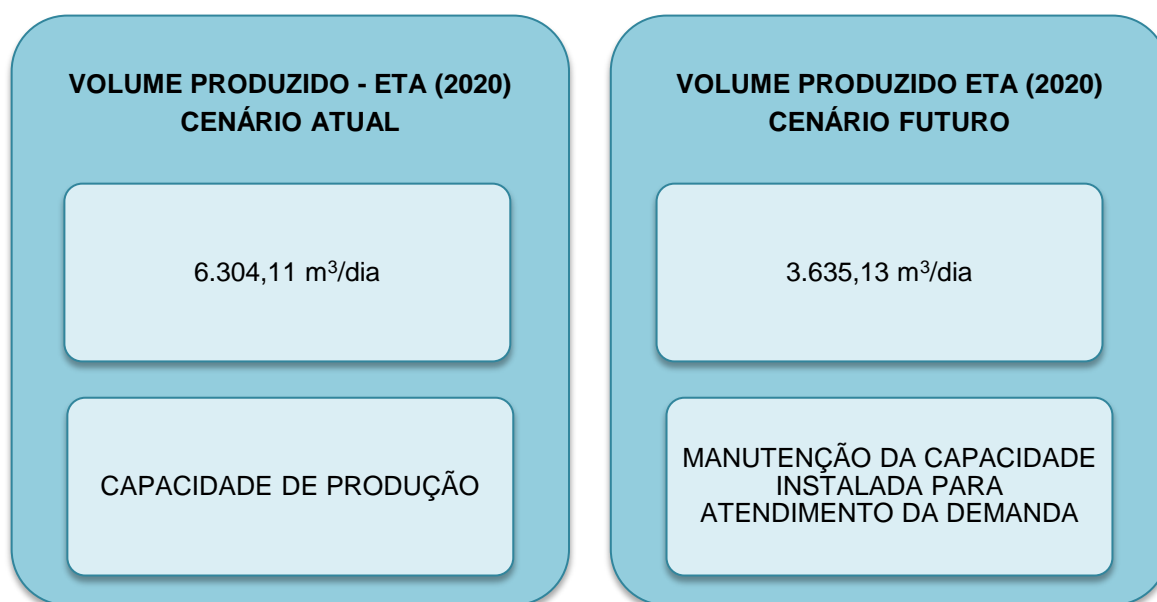 VOLUME PRODUZIDO - ETA (2020)
CENÁRIO ATUAL
6.304,11 m³/dia
CAPACIDADE DE PRODUÇÃO
VOLUME PRODUZIDO ETA (2020)
CENÁRIO FUTURO
3.635,13 m³/dia
MANUTENÇÃO DA CAPACIDADE
INSTALADA PARA
ATENDIMENTO DA DEMANDA